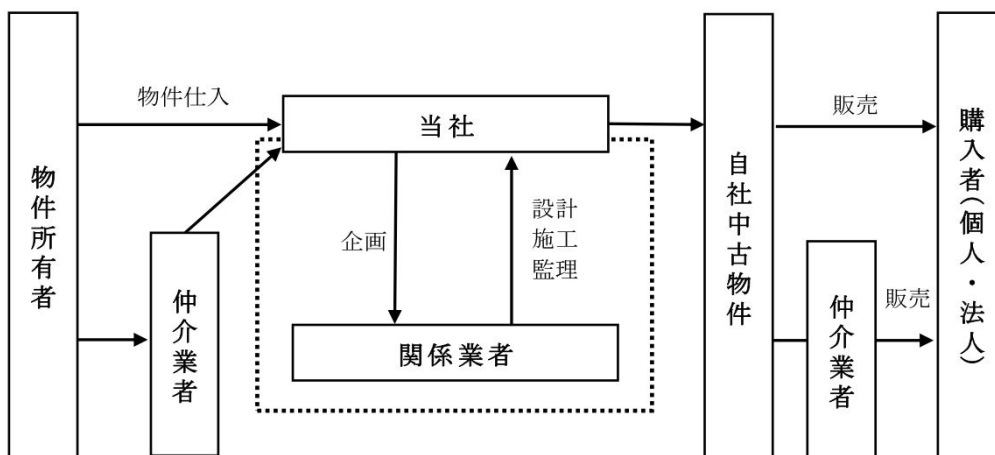 物件所有者
物件仕入
仲介業者
当社
企画
設計
施工
監理
関係業者
自社中古物件
販売
仲介業者
販売
購入者(個人・法人)